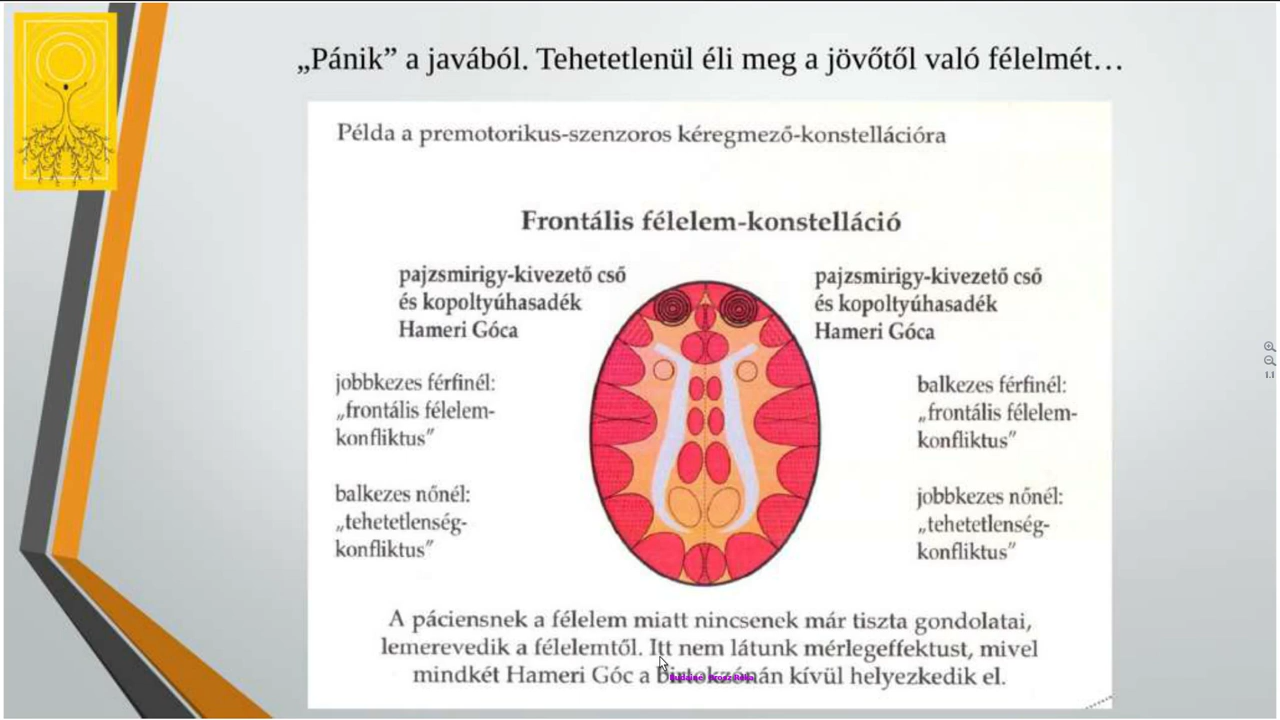 „Pánik” a javából. Tehetetlenül éli meg a jövőtől való félelmét…
Példa a premotorikus-szenzoros kéregmező-konstellációra
Frontális félelem-konstelláció
pajzsmirigy-kivezető cső
és kopoltyúhasadék
Hameri Góca
pajzsmirigy-kivezető cső
és kopoltyúhasadék
Hameri Góca
jobbkezes férfinél:
„frontális félelem-
konfliktus”
balkezes férfinél:
„frontális félelem-
konfliktus”
balkezes nőnél:
„tehetetlenség-
konfliktus”
jobbkezes nőnél:
„tehetetlenség-
konfliktus”
A páciensnek a félelem miatt nincsenek már tiszta gondolatai,
lemerevedik a félelemtől. Itt nem látunk mérlegeffektust, mivel
mindkét Hameri Góc a birtokzónán kívül helyezkedik el.
1:1